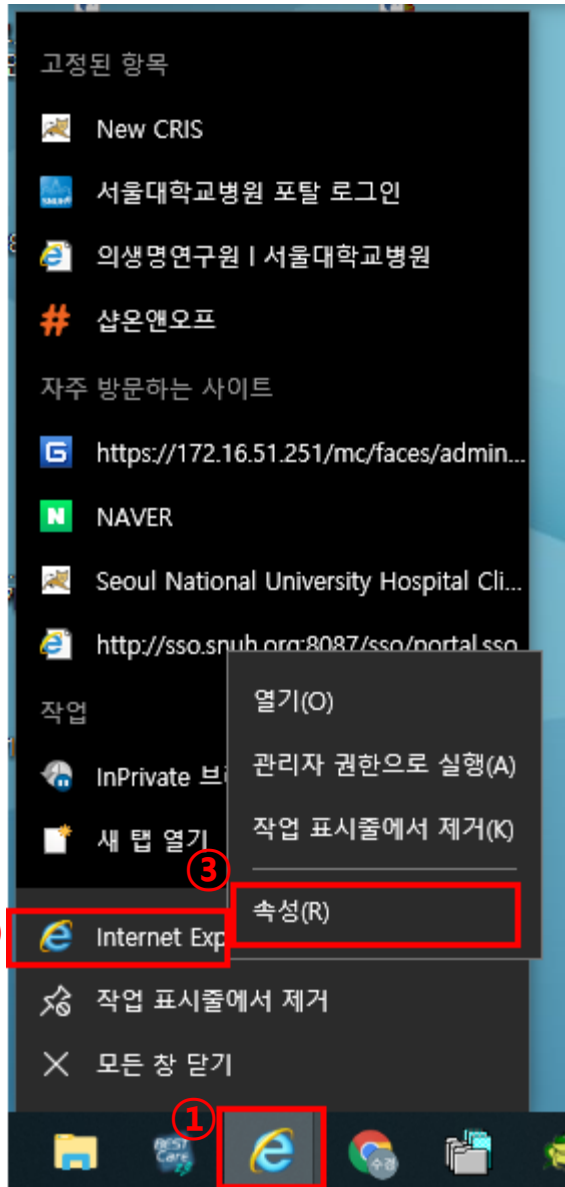 고정된 항목
New CRIS
서울대학교병원 포탈 로그인
의생명연구원 l 서울대학교병원
샵온앤오프
자주 방문하는 사이트
https://172.16.51.251/mc/faces/admin...
NAVER
Seoul National University Hospital Cli...
http://sso.snuh.org:8087/sso/portal.sso
열기(O)
작업
관리자 권한으로 실행(A)
InPrivate
작업 표시줄에서 제거(K)
새 탭 열기
③
속성(R)
Internet Exp
작업 표시줄에서 제거
모든 창 닫기
①
BEST Care
수경